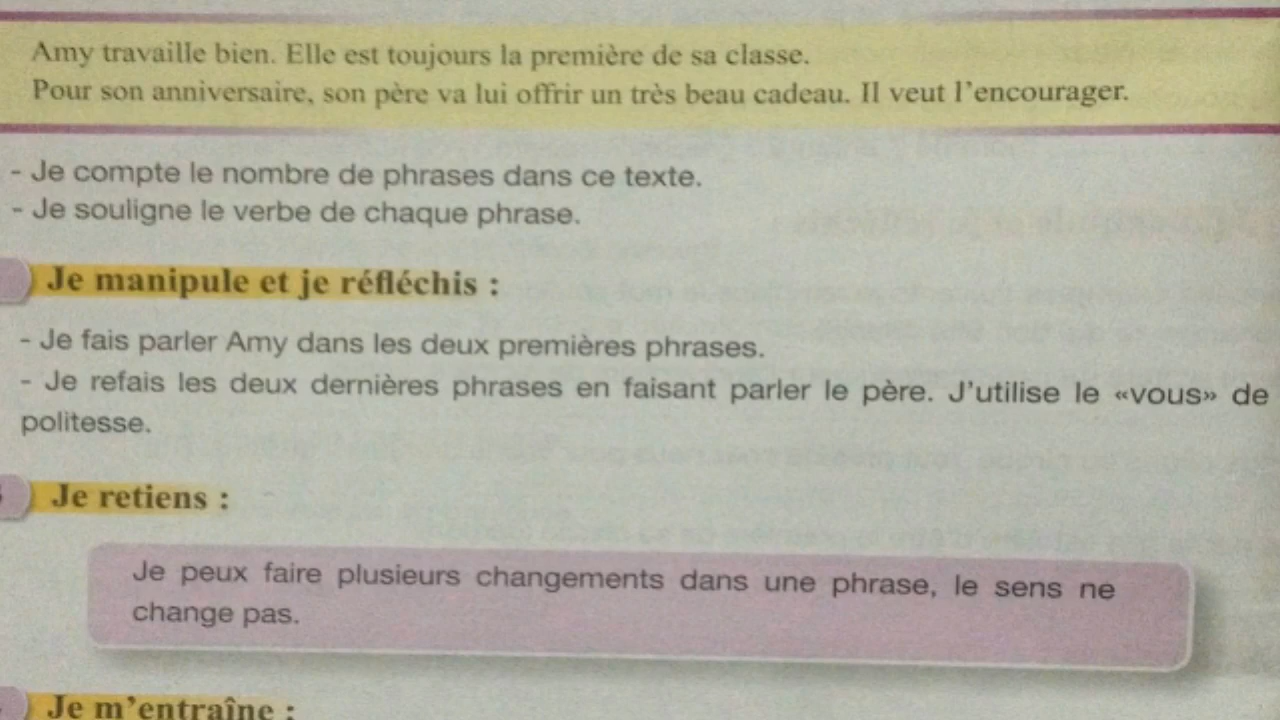 Amy travaille bien. Elle est toujours la première de sa classe.
Pour son anniversaire, son père va lui offrir un très beau cadeau. Il veut l'encourager.
- Je compte le nombre de phrases dans ce texte.
- Je souligne le verbe de chaque phrase.
Je manipule et je réfléchis :
- Je fais parler Amy dans les deux premières phrases.
- Je refais les deux dernières phrases en faisant parler le père. J'utilise le «vous» de
politesse.
Je retiens :
Je peux faire plusieurs changements dans une phrase, le sens ne
change pas.
Je m'entraîne :